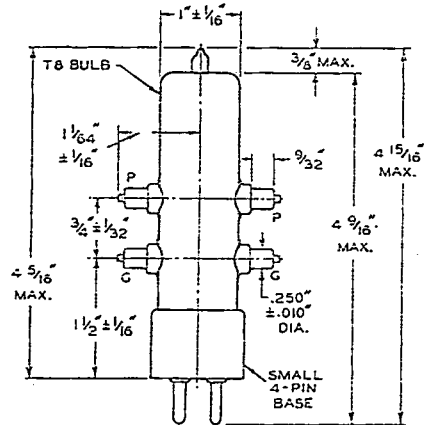 1" ± 1/16"
3/8" MAX.
T8 BULB
1 1/64"
± 1/16"
9/32"
4 15/16"
MAX.
P
P
4 9/16"
MAX.
3/4" ± 1/32"
G
G
4 5/16"
MAX.
.250"
±.010"
DIA.
1 1/2" ± 1/16"
SMALL
4-PIN
BASE